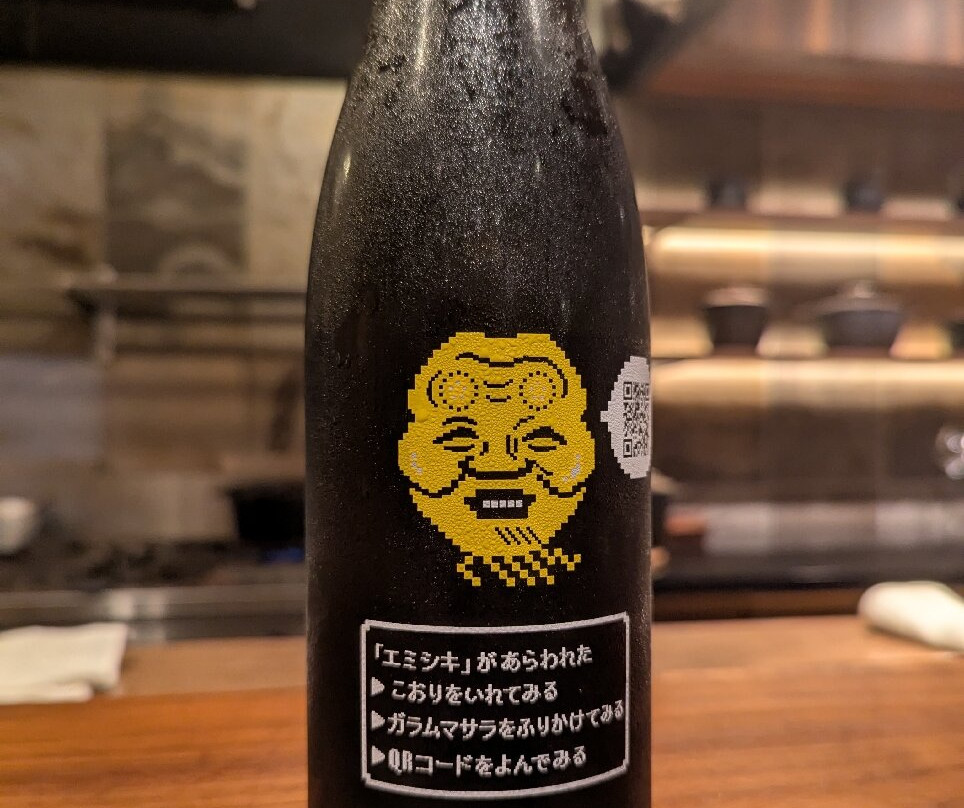 「エミシキ」があらわれた
▶こおりをいれてみる
▶ガラムマサラをふりかけてみる
▶QRコードをよんでみる